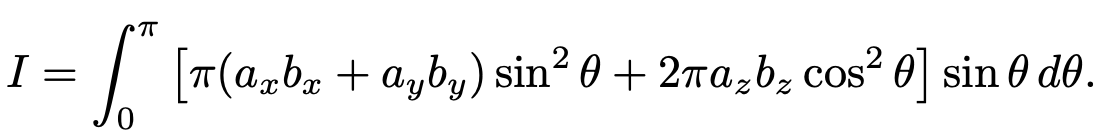 I = \int_0^\pi \left[ \pi (a_x b_x + a_y b_y) \sin^2 \theta + 2\pi a_z b_z \cos^2 \theta \right] \sin \theta \, d\theta.